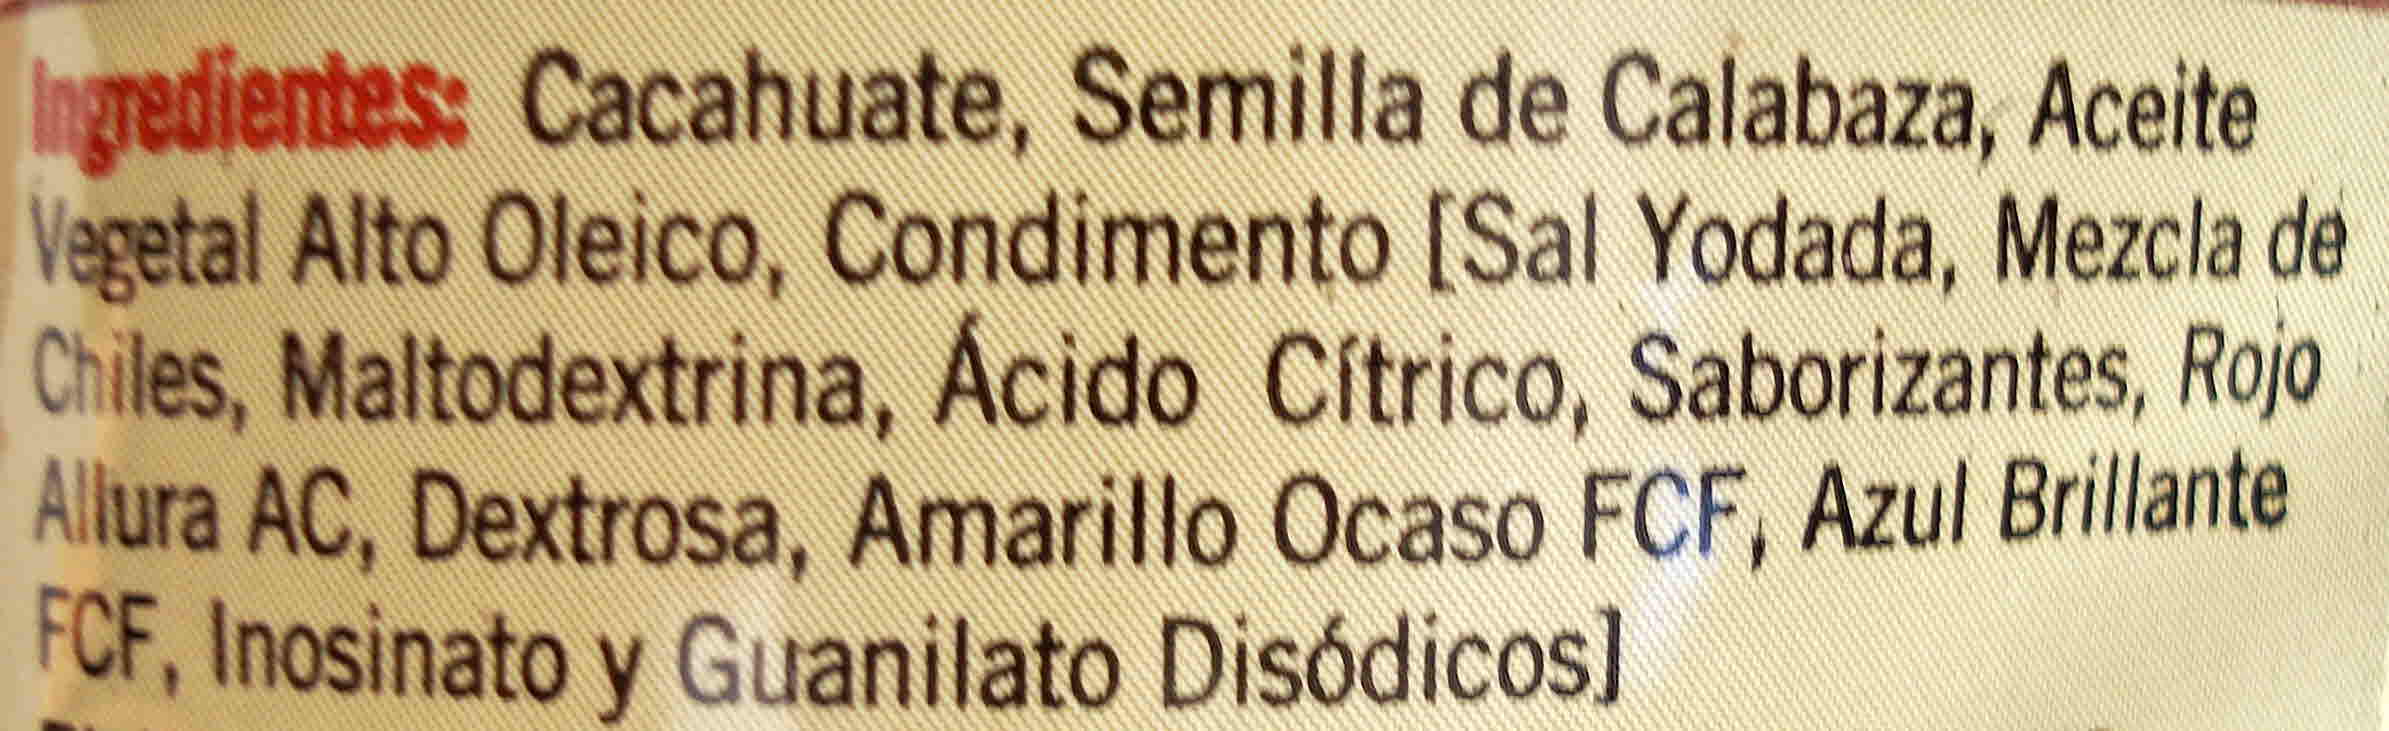 Ingredientes: Cacahuate, Semilla de Calabaza, Aceite
Vegetal Alto Oleico, Condimento [Sal Yodada, Mezcla de
Chiles, Maltodextrina, Ácido Cítrico, Saborizantes, Rojo
Allura AC, Dextrosa, Amarillo Ocaso FCF, Azul Brillante
FCF, Inosinato y Guanilato Disódicos]